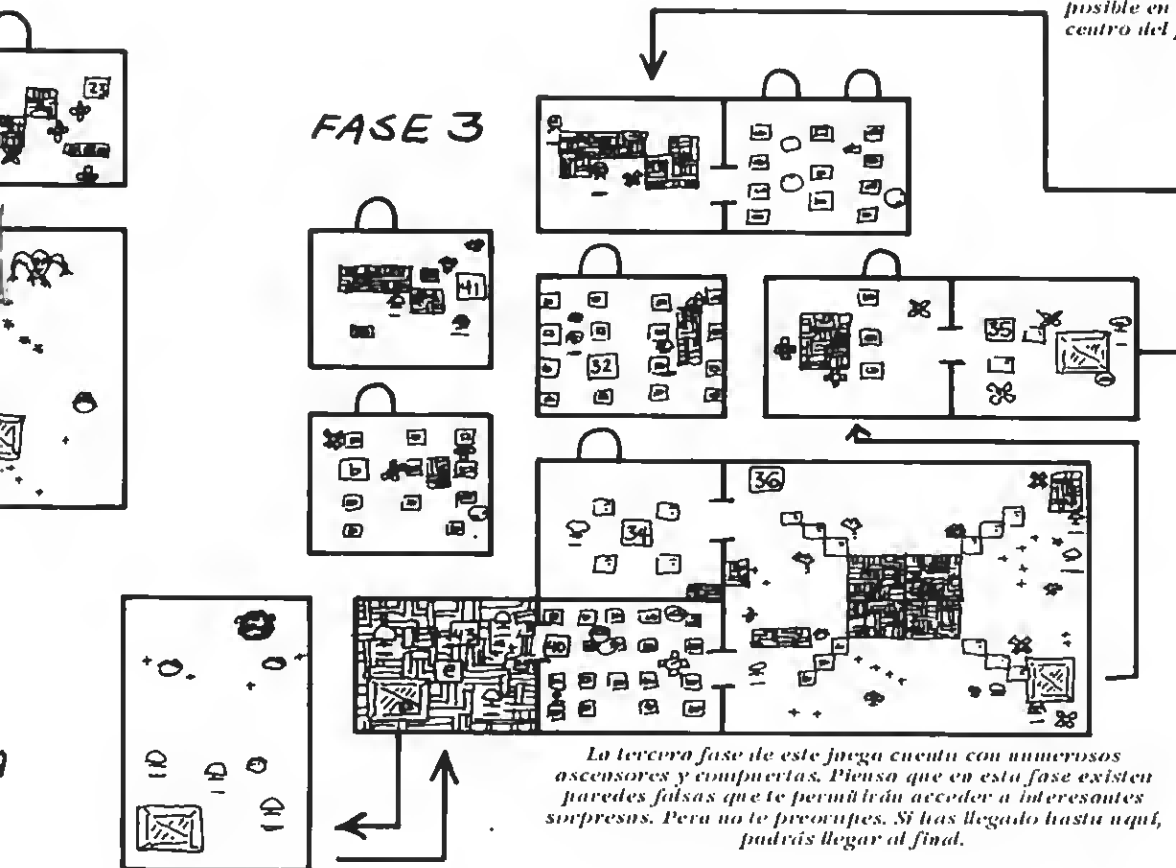 posible en
centro del
FASE 3
23
41
32
35
b
36
34
43
e
40
La tercera fase de este juego cuenta con numerosos
ascensores y compuertas. Piensa que en esta fase existen
paredes falsas que te permitirán acceder a interesantes
sorpresas. Pero no te preocupes. Si has llegado hasta aquí,
podrás llegar al final.